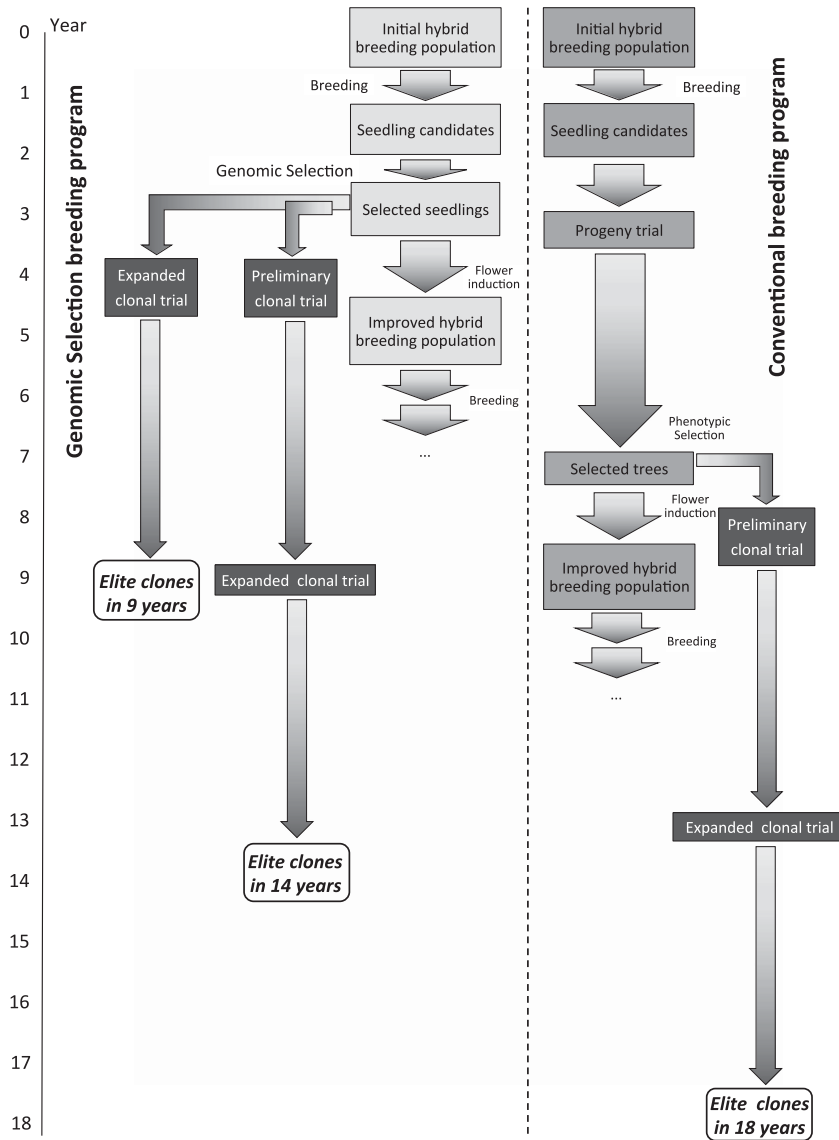 Year
0
1
2
3
4
5
6
7
8
9
10
11
12
13
14
15
16
17
18
Genomic Selection breeding program
Initial hybrid
breeding population
Breeding
Seedling candidates
Genomic Selection
Selected seedlings
Expanded
clonal trial
Preliminary
clonal trial
Flower
induction
Improved hybrid
breeding population
Breeding
...
Elite clones
in 9 years
Expanded clonal trial
Elite clones
in 14 years
Conventional breeding program
Initial hybrid
breeding population
Breeding
Seedling candidates
Progeny trial
Phenotypic
Selection
Selected trees
Flower
induction
Preliminary
clonal trial
Improved hybrid
breeding population
Breeding
...
Expanded clonal trial
Elite clones
in 18 years